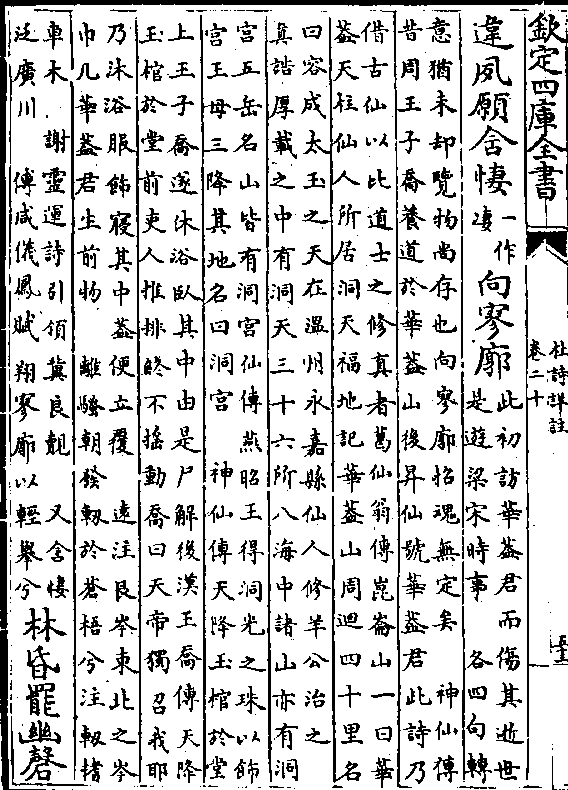 欽定四庫全書
杜詩詳註
卷二十
違夙願含悽一作凄向寥廓此初訪華蓋君而傷其逝世
是遊梁宋時事 各四句轉
意猶未卸覽物尚存也向寥廓招魂無定矣 神仙傳
昔周王子喬養道於華蓋山後昇仙號華蓋君此詩乃
借古仙以比道士之修真者葛仙翁傳崑崙山一曰華
蓋天柱仙人所居洞天福地記華蓋山周迴四十里名
曰容成太玉之天在溫州永嘉縣仙人修羊公治之
真誥厚載之中有洞天三十六所八海中諸山亦有洞
宮五岳名山皆有洞宮仙傳燕昭王得洞光之珠以飾
宮王母三降其地名曰洞宮 神仙傳天降玉棺於堂
上王子喬遂沐浴臥其中由是尸解後漢王喬傳天降
玉棺於堂前吏人推排終不搖動喬曰天帝獨召我耶
乃沐浴服飾寢其中蓋便立覆 遠注艮岑東北之岑
巾几華蓋君生前物 離騷朝發軔於蒼梧兮注軔揩
車木 謝靈運詩引領冀良覿 又含悽
泛廣川 傅咸儀鳳賦翔寥廓以輕舉兮
林昏罷幽磬